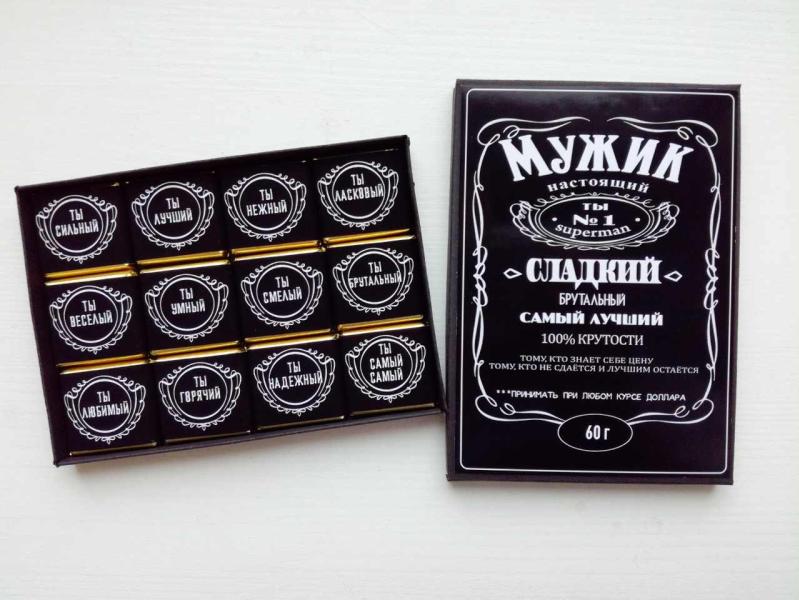 ТЫ
СИЛЬНЫЙ
ТЫ
ЛУЧШИЙ
ТЫ
НЕЖНЫЙ
ТЫ
ЛАСКОВЫЙ
ТЫ
ВЕСЕЛЫЙ
ТЫ
УМНЫЙ
ТЫ
СМЕЛЫЙ
ТЫ
БРУТАЛЬНЫЙ
ТЫ
ЛЮБИМЫЙ
ТЫ
ГОРЯЧИЙ
ТЫ
НАДЕЖНЫЙ
ТЫ
САМЫЙ
САМЫЙ
МУЖИК
настоящий
ТЫ
№1
superman
СЛАДКИЙ
БРУТАЛЬНЫЙ
САМЫЙ ЛУЧШИЙ
100% КРУТОСТИ
ТОМУ, КТО ЗНАЕТ СЕБЕ ЦЕНУ
ТОМУ, КТО НЕ СДАЁТСЯ И ЛУЧШИМ ОСТАЁТСЯ
***ПРИНИМАТЬ ПРИ ЛЮБОМ КУРСЕ ДОЛЛАРА
60 г